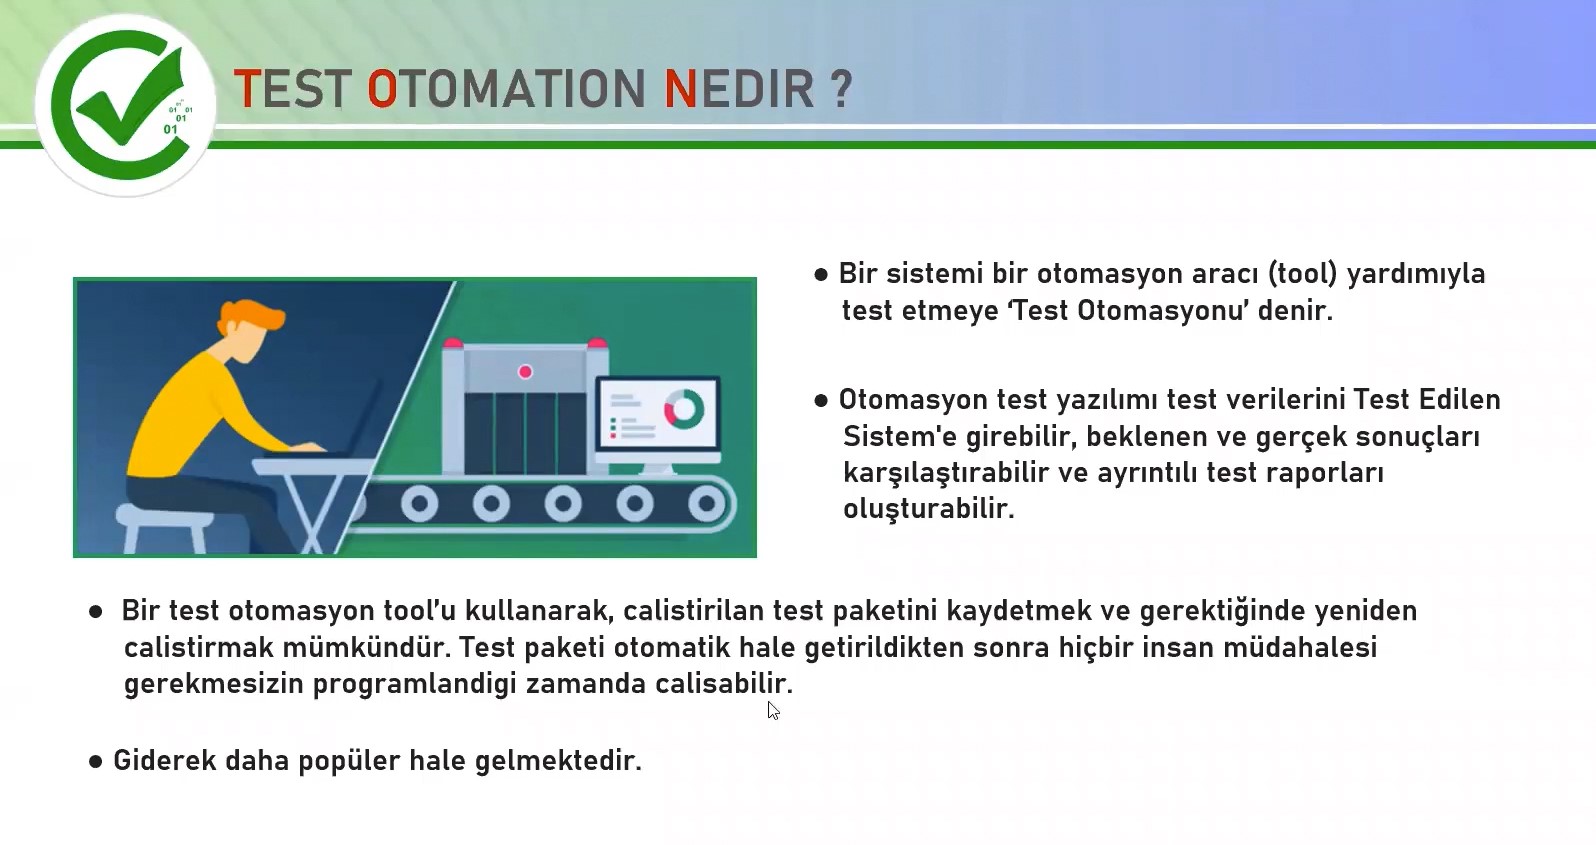 TEST OTOMATION NEDIR ?
01
01 01
01
01
● Bir sistemi bir otomasyon aracı (tool) yardımıyla
test etmeye ‘Test Otomasyonu’ denir.
● Otomasyon test yazılımı test verilerini Test Edilen
Sistem'e girebilir, beklenen ve gerçek sonuçları
karşılaştırabilir ve ayrıntılı test raporları
oluşturabilir.
● Bir test otomasyon tool’u kullanarak, calistirilan test paketini kaydetmek ve gerektiğinde yeniden
calistirmak mümkündür. Test paketi otomatik hale getirildikten sonra hiçbir insan müdahalesi
gerekmesizin programlandigi zamanda calisabilir.
● Giderek daha popüler hale gelmektedir.